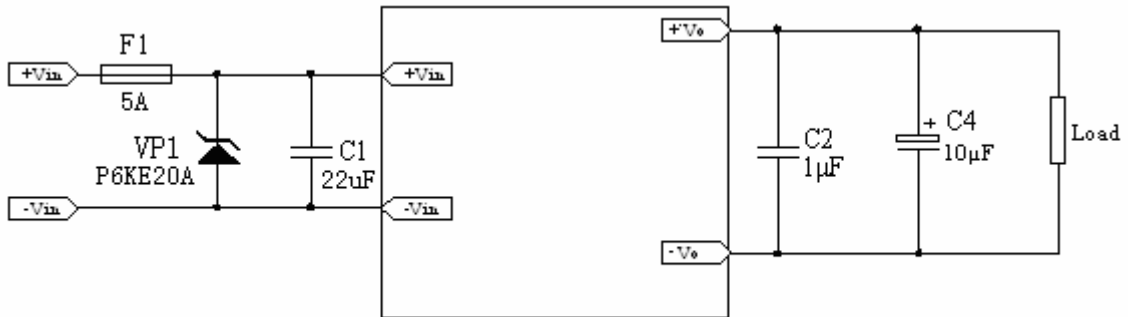 F1
+Vin
5A
+Vin
VP1
P6KE20A
C1
22uF
-Vin
-Vin
+Vo
C2
1μF
+
C4
10μF
Load
-Vo